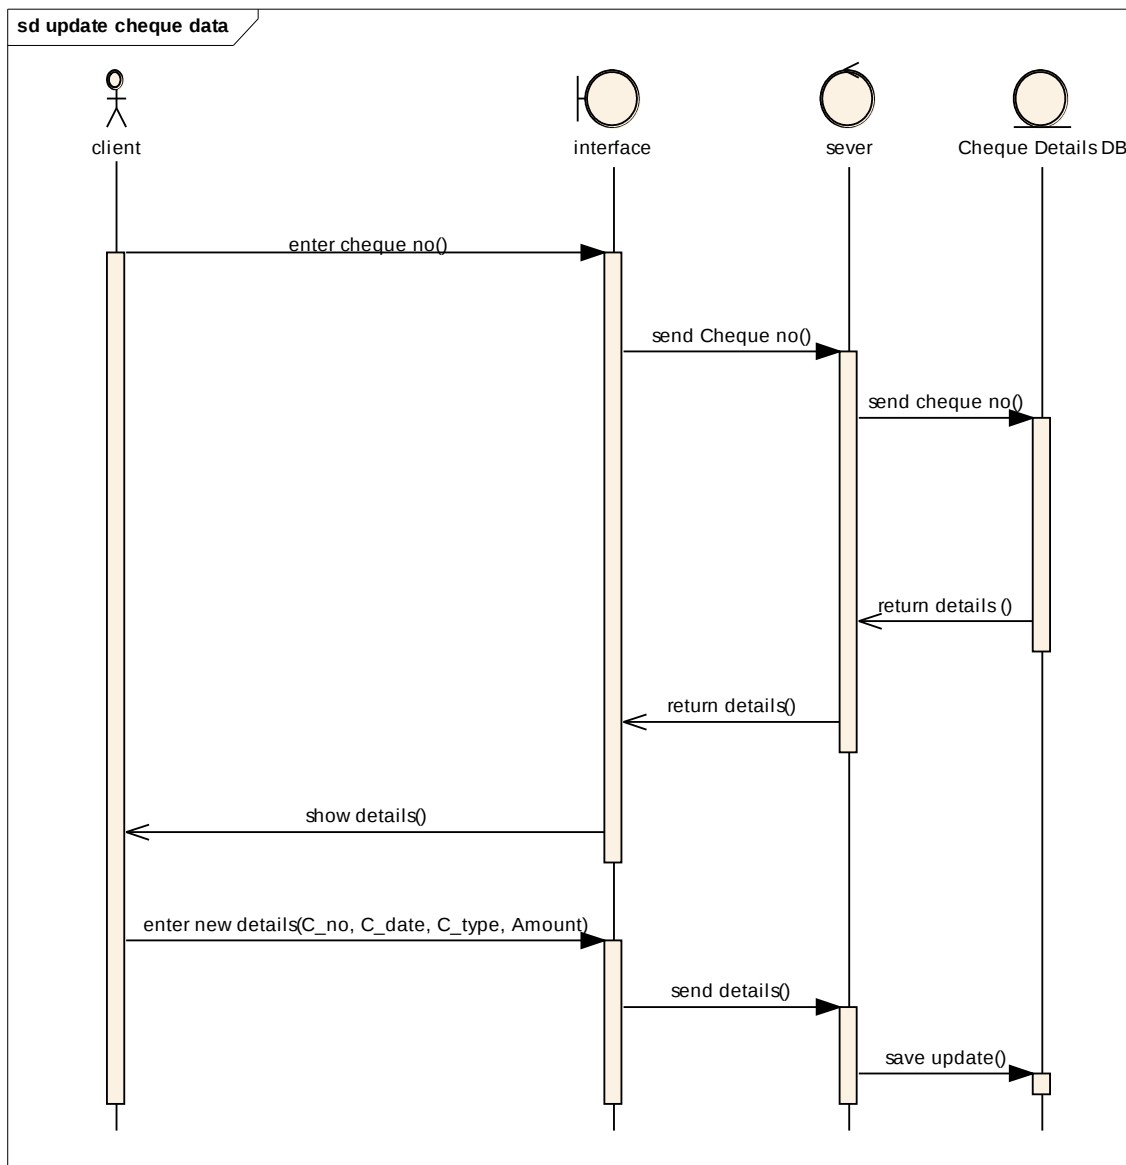 sd update cheque data
client
interface
sever
Cheque Details DB
enter cheque no()
send Cheque no()
send cheque no()
return details ()
return details()
show details()
enter new details(C_no, C_date, C_type, Amount)
send details()
save update()